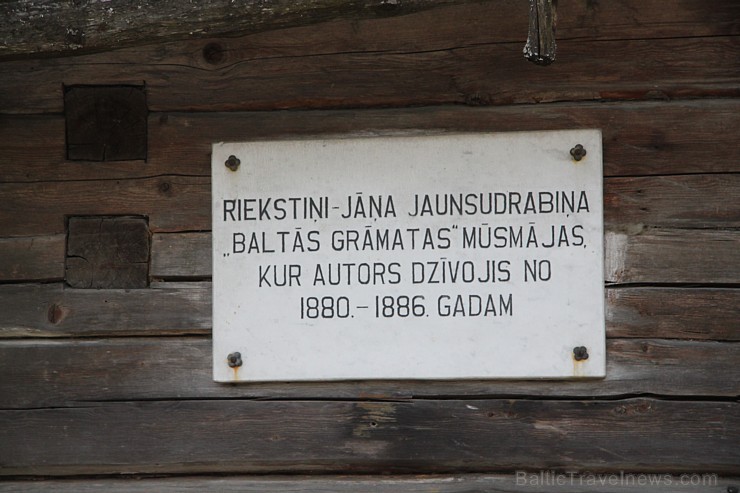 RIEKSTIŅI-JĀŅA JAUNSUDRABIŅA
„BALTĀS GRĀMATAS“ MŪSMĀJAS,
KUR AUTORS DZĪVOJIS NO
1880.–1886. GADAM
BalticTravelnews.com